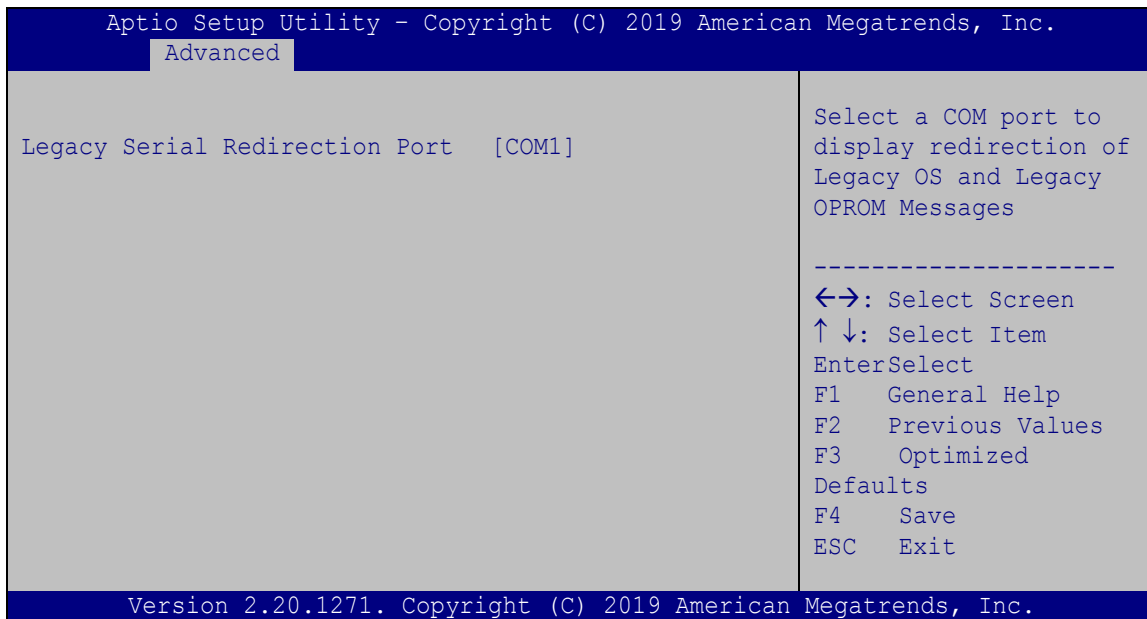 Aptio Setup Utility – Copyright (C) 2019 American Megatrends, Inc.
Advanced
Legacy Serial Redirection Port [COM1]
Select a COM port to
display redirection of
Legacy OS and Legacy
OPROM Messages
---------------------
←→: Select Screen
↑ ↓: Select Item
EnterSelect
F1 General Help
F2 Previous Values
F3 Optimized
Defaults
F4 Save
ESC Exit
Version 2.20.1271. Copyright (C) 2019 American Megatrends, Inc.